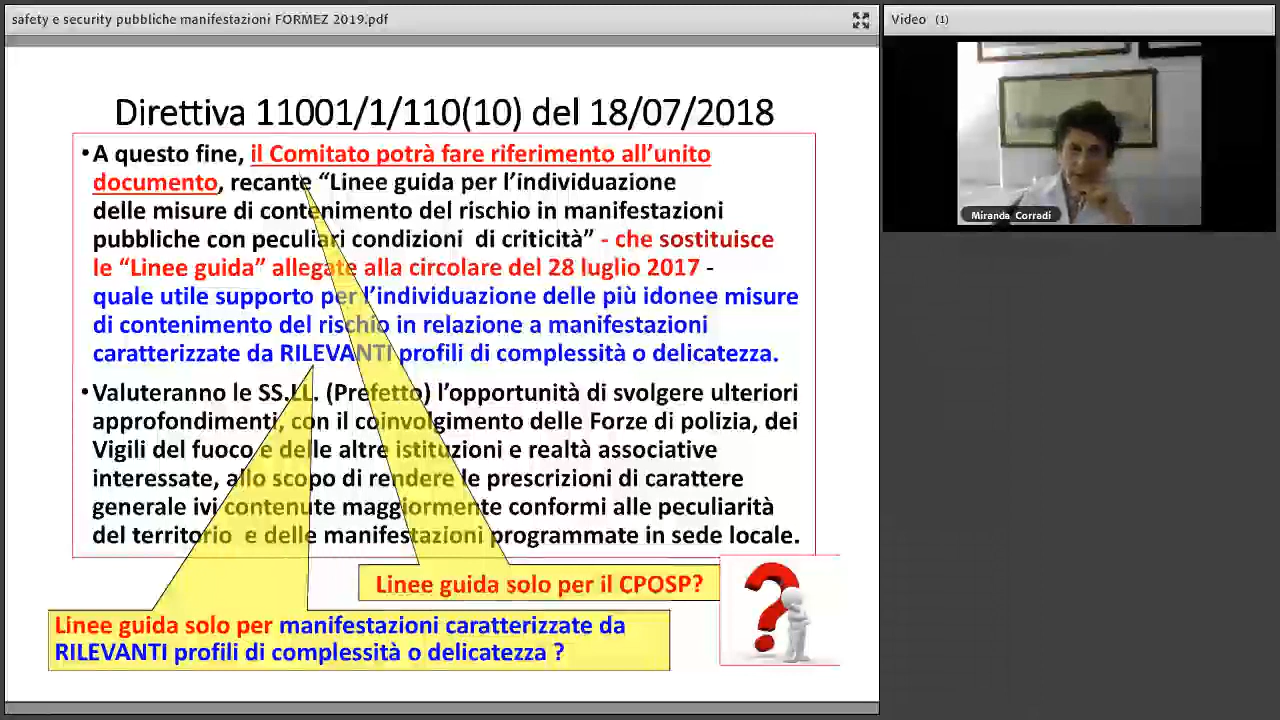 safety e security pubbliche manifestazioni FORMEZ 2019.pdf
Video (1)
Miranda Corradi
Direttiva 11001/1/110(10) del 18/07/2018
•A questo fine, il Comitato potrà fare riferimento all’unito
documento, recante “Linee guida per l’individuazione
delle misure di contenimento del rischio in manifestazioni
pubbliche con peculiari condizioni di criticità” - che sostituisce
le “Linee guida” allegate alla circolare del 28 luglio 2017 -
quale utile supporto per l’individuazione delle più idonee misure
di contenimento del rischio in relazione a manifestazioni
caratterizzate da RILEVANTI profili di complessità o delicatezza.
•Valuteranno le SS.LL. (Prefetto) l’opportunità di svolgere ulteriori
approfondimenti, con il coinvolgimento delle Forze di polizia, dei
Vigili del fuoco e delle altre istituzioni e realtà associative
interessate, allo scopo di rendere le prescrizioni di carattere
generale ivi contenute maggiormente conformi alle peculiarità
del territorio e delle manifestazioni programmate in sede locale.
Linee guida solo per il CPOSP?
Linee guida solo per manifestazioni caratterizzate da
RILEVANTI profili di complessità o delicatezza ?